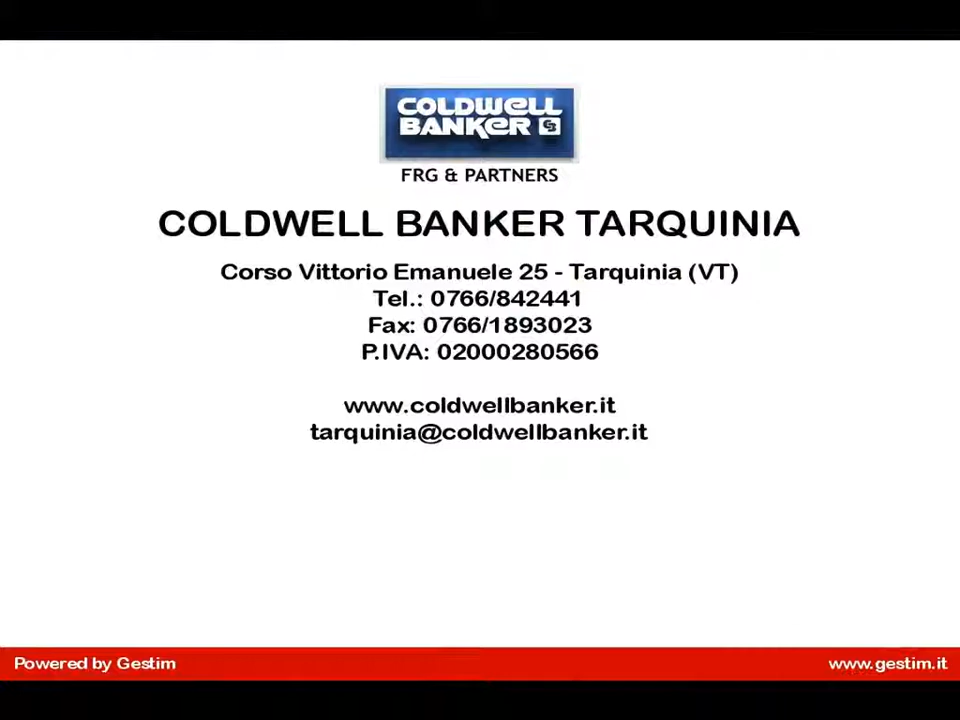 COLDWELL
BANKER CB
FRG & PARTNERS
COLDWELL BANKER TARQUINIA
Corso Vittorio Emanuele 25 - Tarquinia (VT)
Tel.: 0766/842441
Fax: 0766/1893023
P.IVA: 02000280566
www.coldwellbanker.it
tarquinia@coldwellbanker.it
Powered by Gestim
www.gestim.it